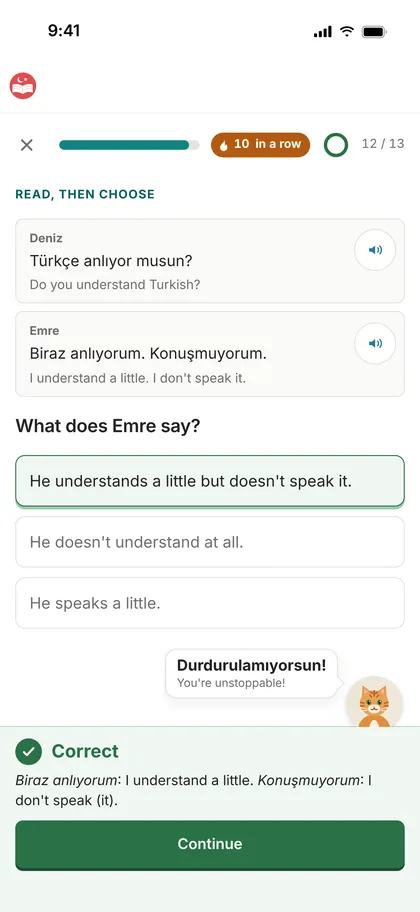 9:41
10 in a row
12 / 13
READ, THEN CHOOSE
Deniz
Türkçe anlıyor musun?
Do you understand Turkish?
Emre
Biraz anlıyorum. Konuşmuyorum.
I understand a little. I don't speak it.
What does Emre say?
He understands a little but doesn't speak it.
He doesn't understand at all.
He speaks a little.
Durdurulamıyorsun!
You're unstoppable!
Correct
Biraz anlıyorum: I understand a little. Konuşmuyorum: I
don't speak (it).
Continue